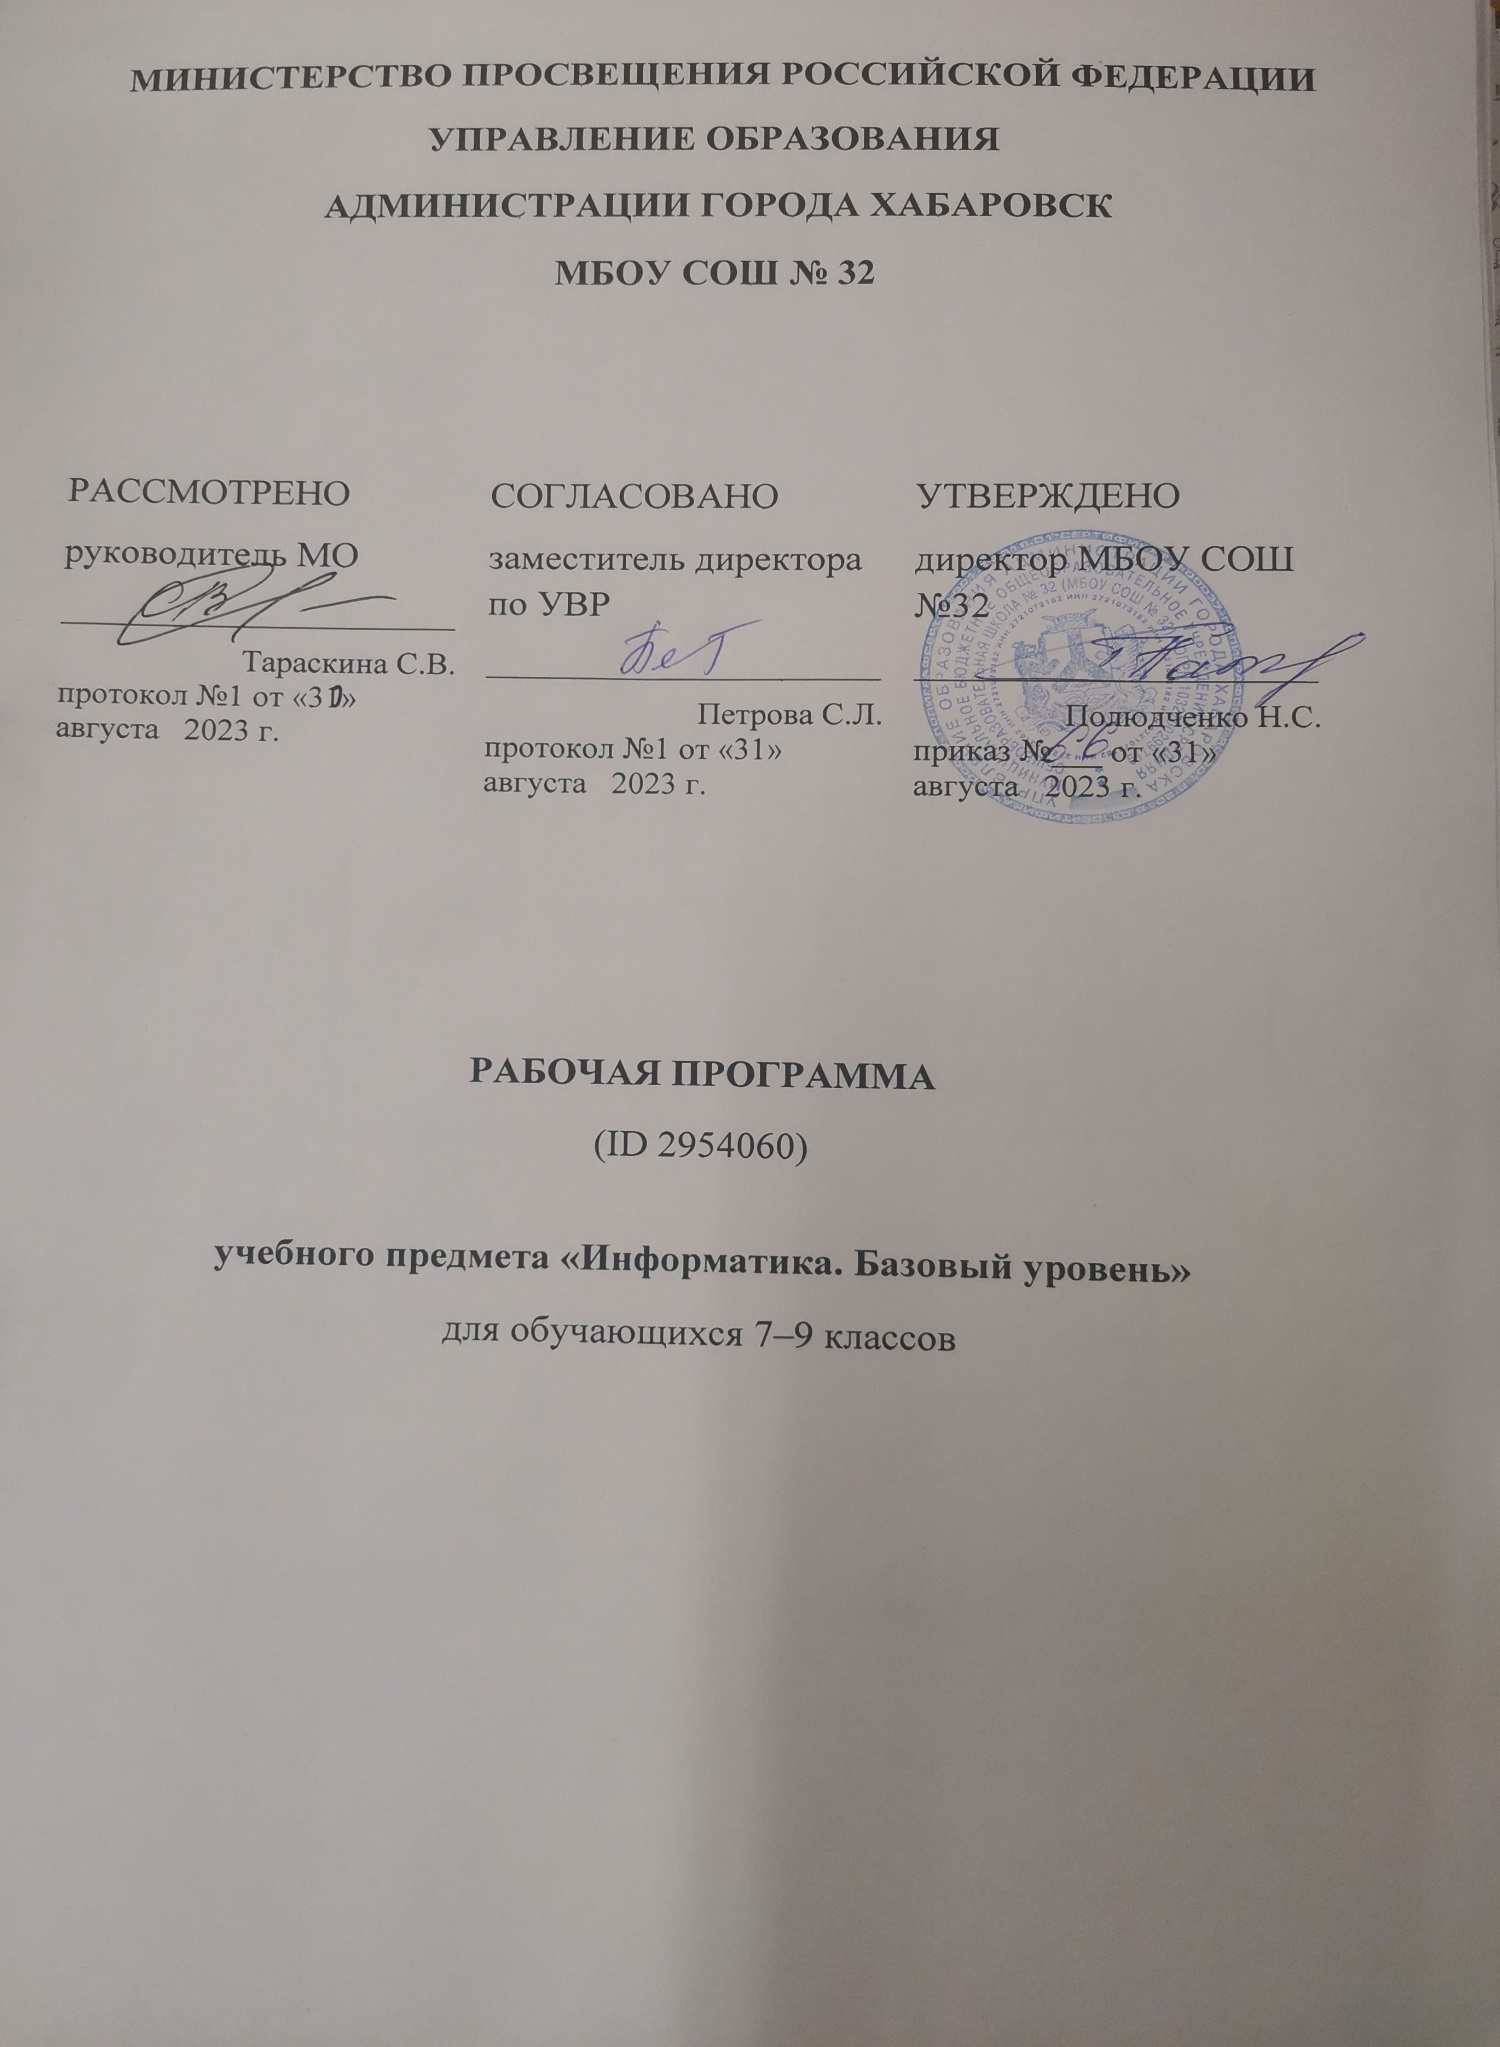 МИНИСТЕРСТВО ПРОСВЕЩЕНИЯ РОССИЙСКОЙ ФЕДЕРАЦИИ
УПРАВЛЕНИЕ ОБРАЗОВАНИЯ
АДМИНИСТРАЦИИ ГОРОДА ХАБАРОВСК
МБОУ СОШ № 32
РАССМОТРЕНО
руководитель МО
Тараскина С.В.
протокол №1 от «30»
августа 2023 г.
СОГЛАСОВАНО
заместитель директора
по УВР
Петрова С.Л.
протокол №1 от «31»
августа 2023 г.
УТВЕРЖДЕНО
директор МБОУ СОШ
№32
Полюдченко Н.С.
приказ № от «31»
августа 2023 г.
РАБОЧАЯ ПРОГРАММА
(ID 2954060)
учебного предмета «Информатика. Базовый уровень»
для обучающихся 7–9 классов